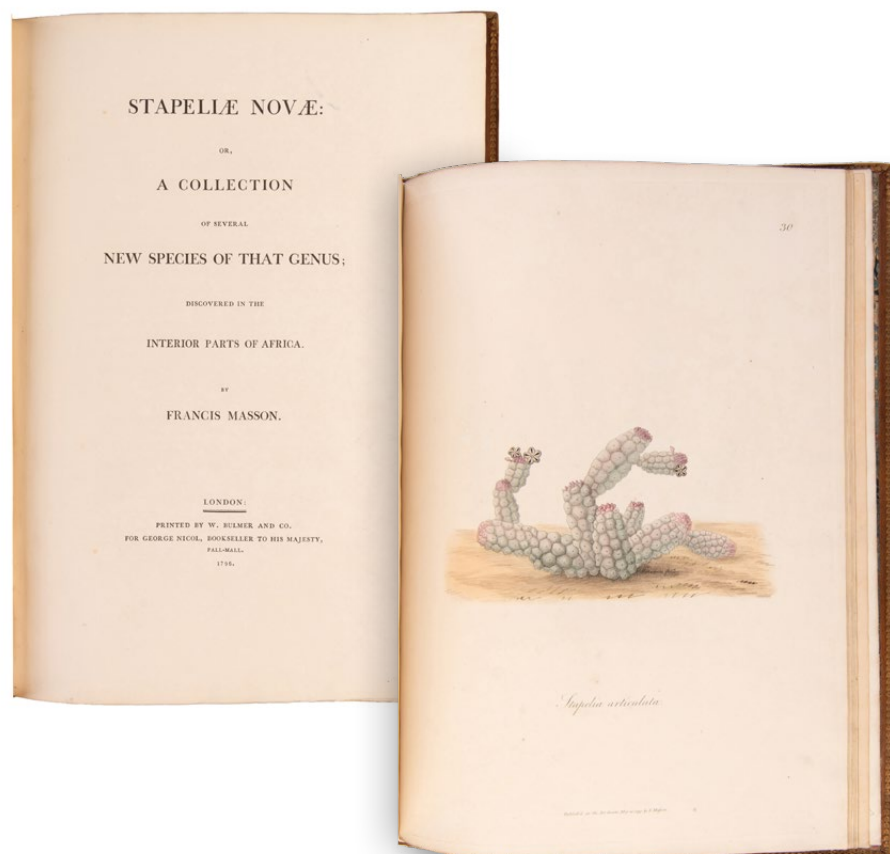 STAPELIÆ NOVÆ:
OR,
A COLLECTION
OF SEVERAL
NEW SPECIES OF THAT GENUS;
DISCOVERED IN THE
INTERIOR PARTS OF AFRICA.
BY
FRANCIS MASSON.
LONDON:
PRINTED BY W. BULMER AND CO.
FOR GEORGE NICOL, BOOKSELLER TO HIS MAJESTY,
PALL-MALL.
1796.
30
Stapelia articulata.